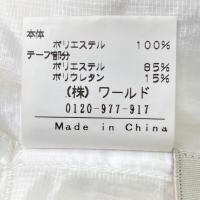 本体
ポリエステル 100%
テープ部分
ポリエステル 85%
ポリウレタン 15%
(株) ワールド
0120-977-917
Made in China